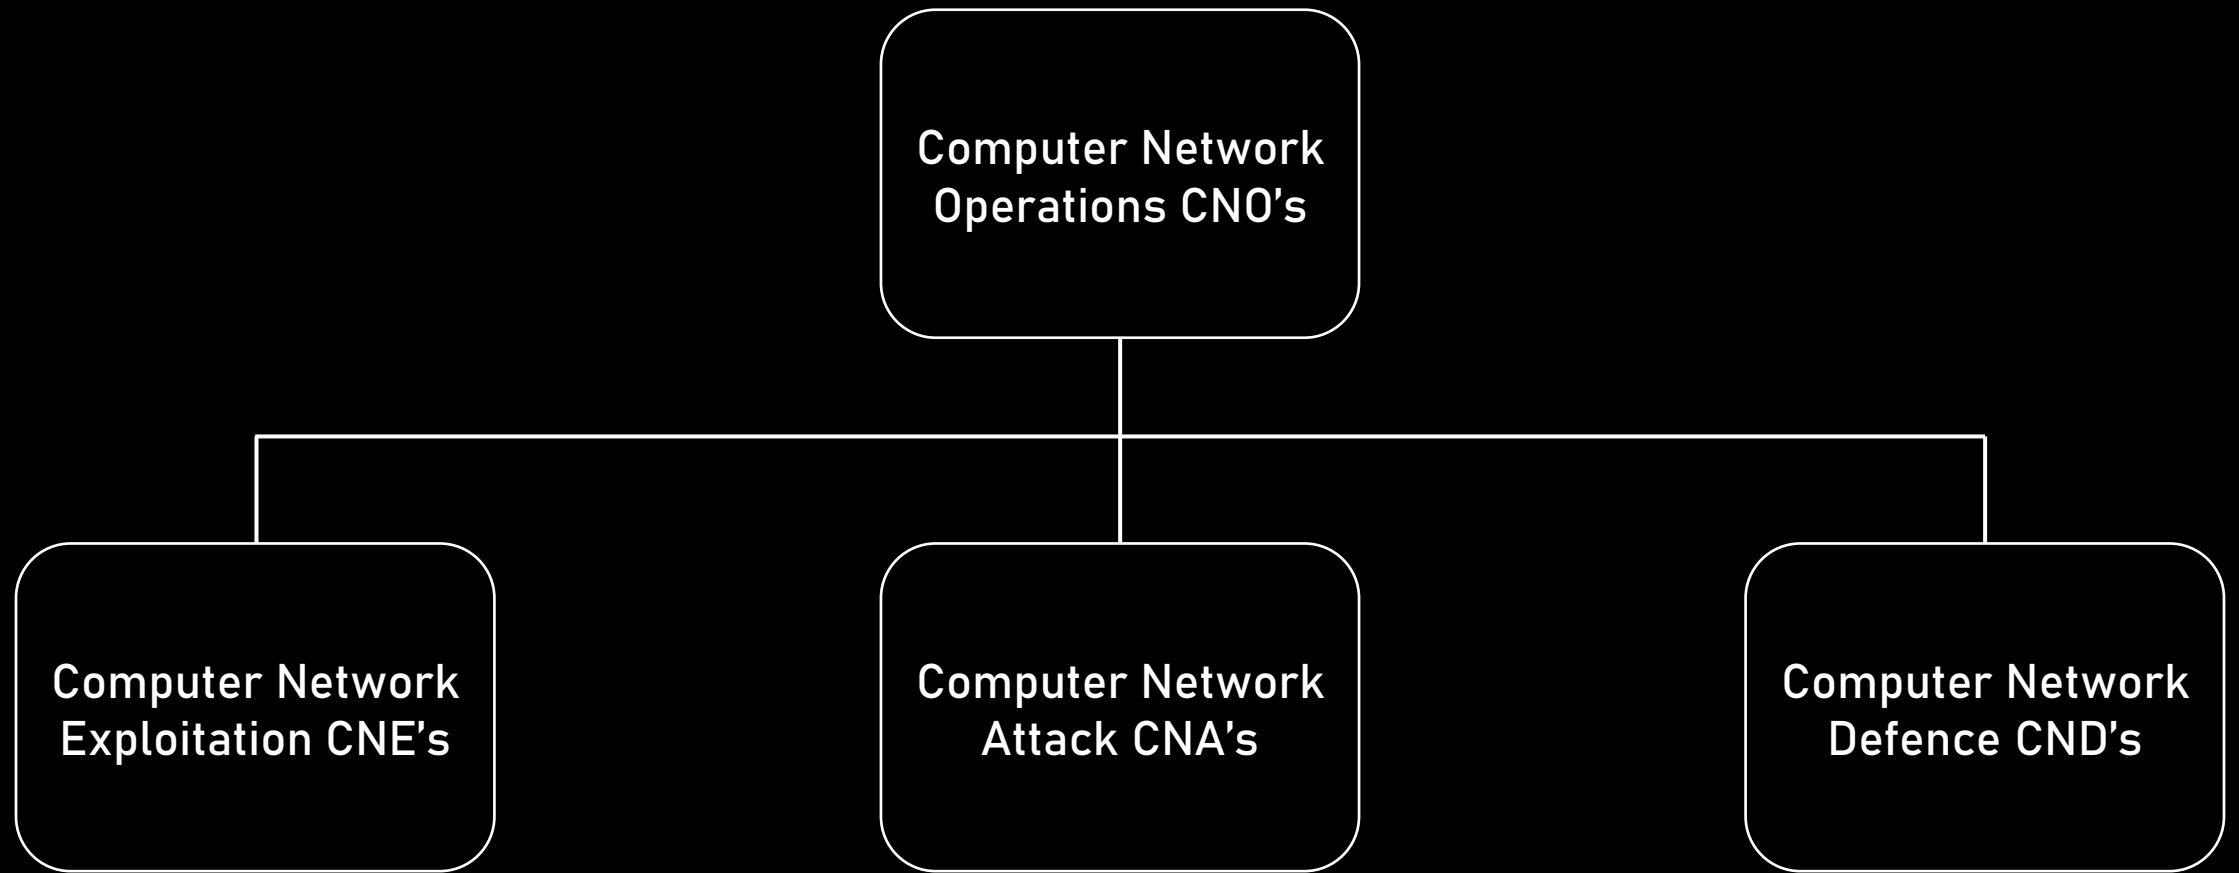 Computer Network
Operations CNO’s
Computer Network
Exploitation CNE’s
Computer Network
Attack CNA’s
Computer Network
Defence CND’s